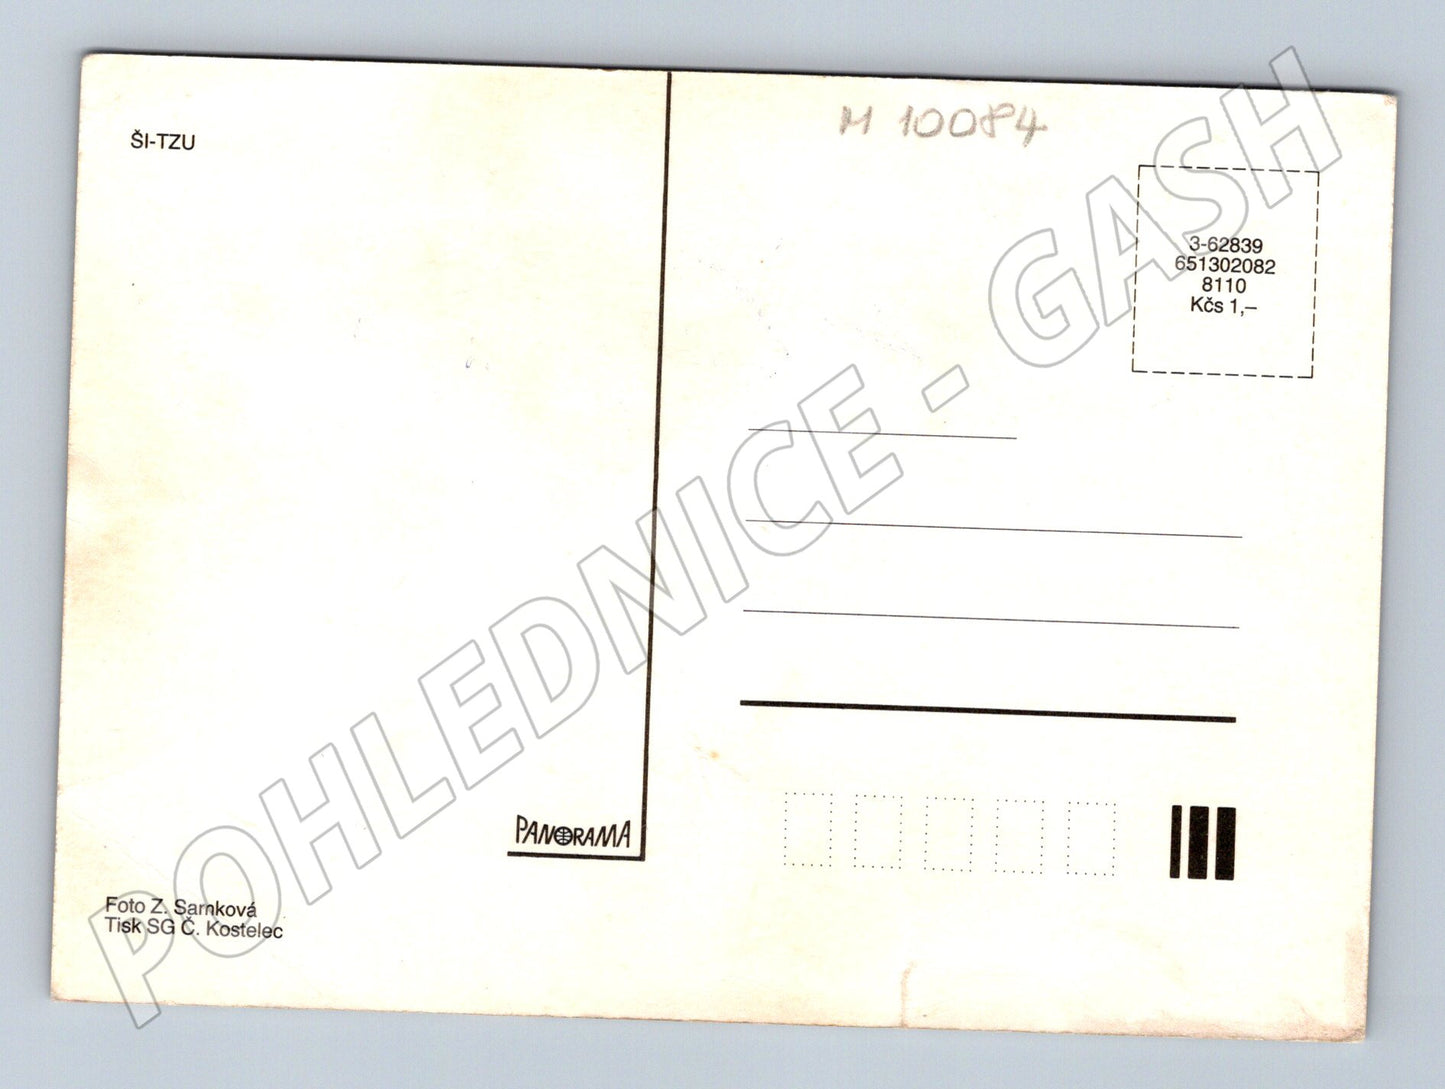 ŠI-TZU
M 10084
3-62839
651302082
8110
Kčs 1,–
PANORAMA
Foto Z. Sarnková
Tisk SG Č. Kostelec
POHLEDNICE - GASH